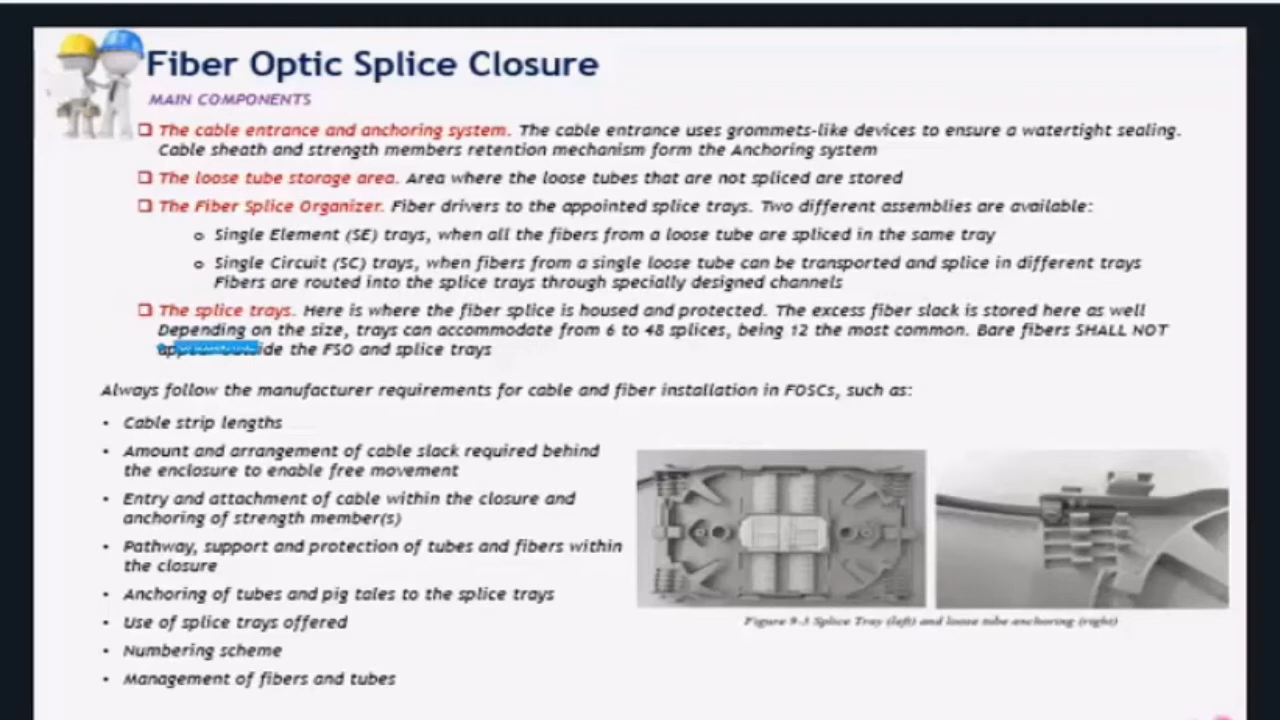 Fiber Optic Splice Closure
MAIN COMPONENTS
The cable entrance and anchoring system. The cable entrance uses grommets-like devices to ensure a watertight sealing.
Cable sheath and strength members retention mechanism form the Anchoring system
The loose tube storage area. Area where the loose tubes that are not spliced are stored
The Fiber Splice Organizer. Fiber drivers to the appointed splice trays. Two different assemblies are available:
Single Element (SE) trays, when all the fibers from a loose tube are spliced in the same tray
Single Circuit (SC) trays, when fibers from a single loose tube can be transported and splice in different trays
Fibers are routed into the splice trays through specially designed channels
The splice trays. Here is where the fiber splice is housed and protected. The excess fiber slack is stored here as well
Depending on the size, trays can accommodate from 6 to 48 splices, being 12 the most common. Bare fibers SHALL NOT
the FSO and splice trays
Always follow the manufacturer requirements for cable and fiber installation in FOSCs, such as:
• Cable strip lengths
• Amount and arrangement of cable slack required behind
the enclosure to enable free movement
• Entry and attachment of cable within the closure and
anchoring of strength member(s)
• Pathway, support and protection of tubes and fibers within
the closure
• Anchoring of tubes and pig tales to the splice trays
• Use of splice trays offered
• Numbering scheme
• Management of fibers and tubes
Figure 9-3 Splice Tray (left) and loose tube anchoring (right)